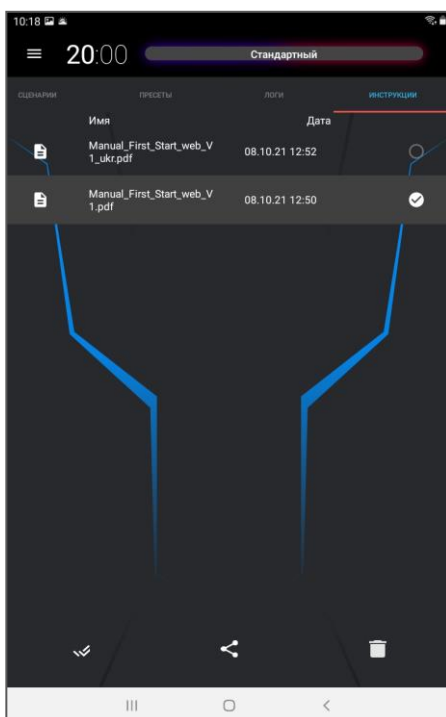 10:18
20:00 Стандартный
СЦЕНАРИИ ПРЕСЕТЫ ЛОГИ ИНСТРУКЦИИ
Имя Дата
Manual_First_Start_web_V
1_ukr.pdf 08.10.21 12:52
Manual_First_Start_web_V
1.pdf 08.10.21 12:50